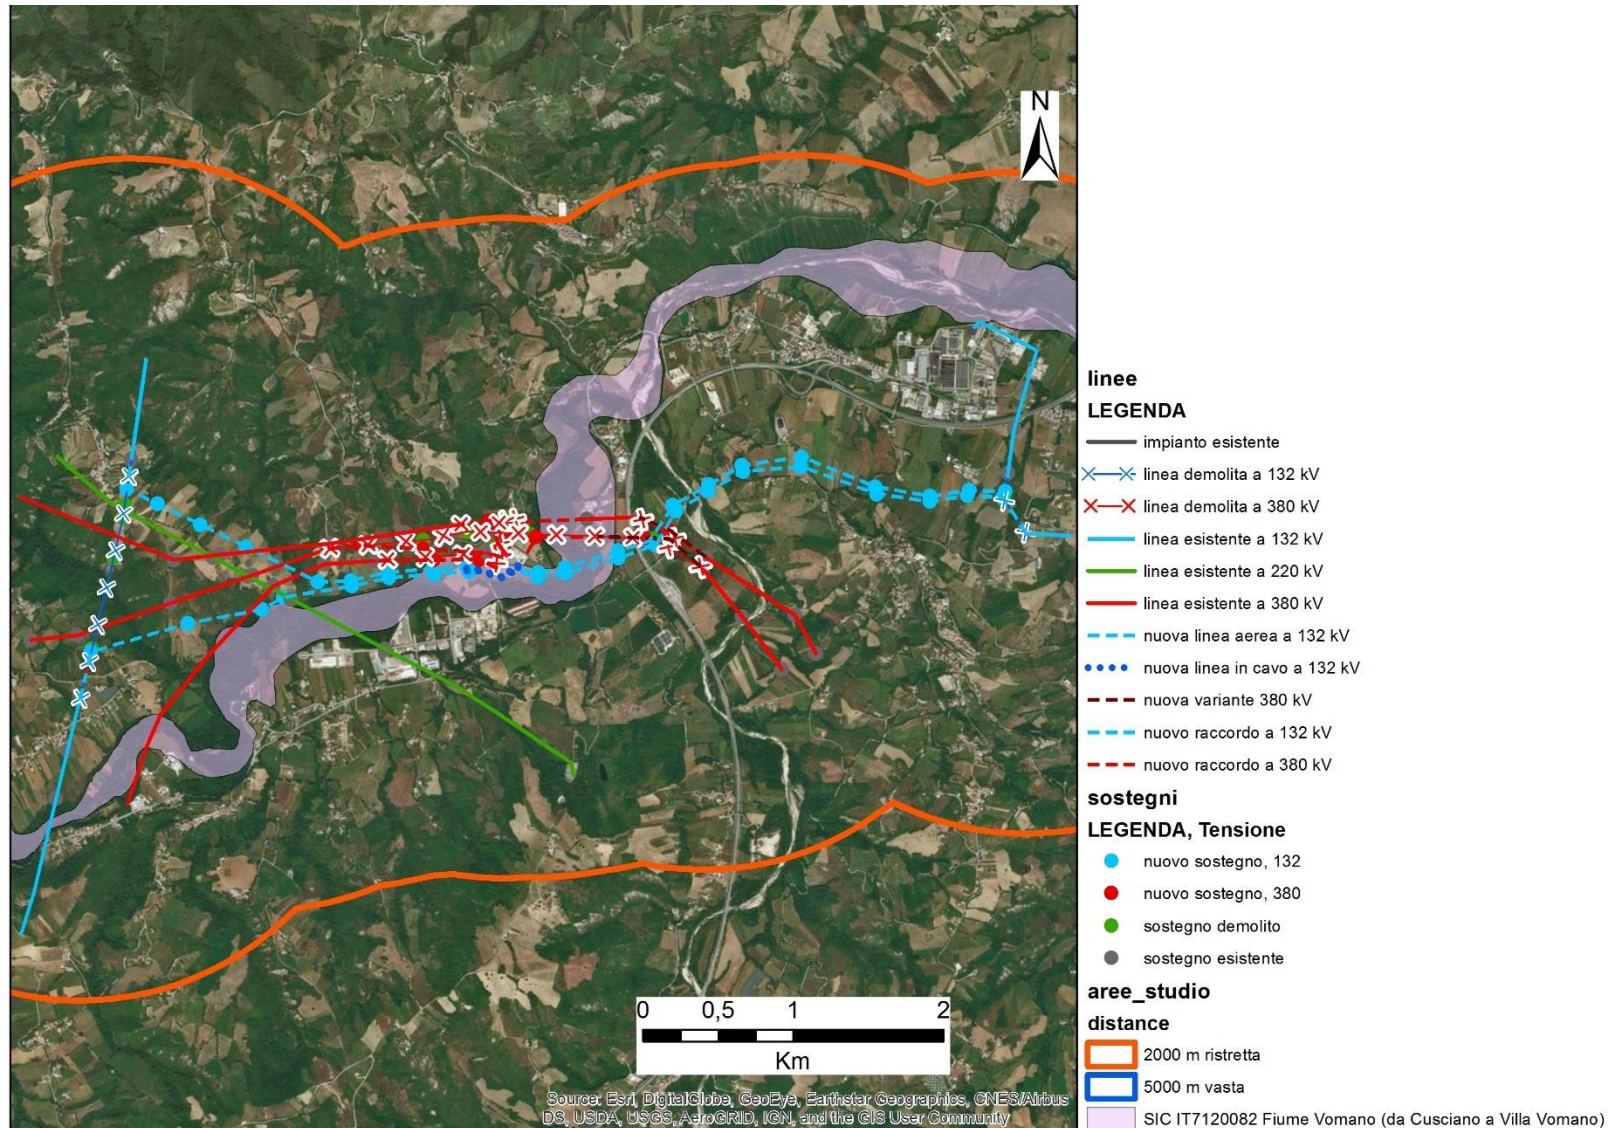 N
linee
LEGENDA
impianto esistente
linea demolita a 132 kV
linea demolita a 380 kV
linea esistente a 132 kV
linea esistente a 220 kV
linea esistente a 380 kV
nuova linea aerea a 132 kV
nuova linea in cavo a 132 kV
nuova variante 380 kV
nuovo raccordo a 132 kV
nuovo raccordo a 380 kV
sostegni
LEGENDA, Tensione
nuovo sostegno, 132
nuovo sostegno, 380
sostegno demolito
sostegno esistente
aree_studio
distance
2000 m ristretta
5000 m vasta
SIC IT7120082 Fiume Vomano (da Cusciano a Villa Vomano)
0 0,5 1 2
Km
Source: Esri, DigitalGlobe, GeoEye, Earthstar Geographics, CNES/Airbus
DS, USDA, USGS, AeroGRID, IGN, and the GIS User Community